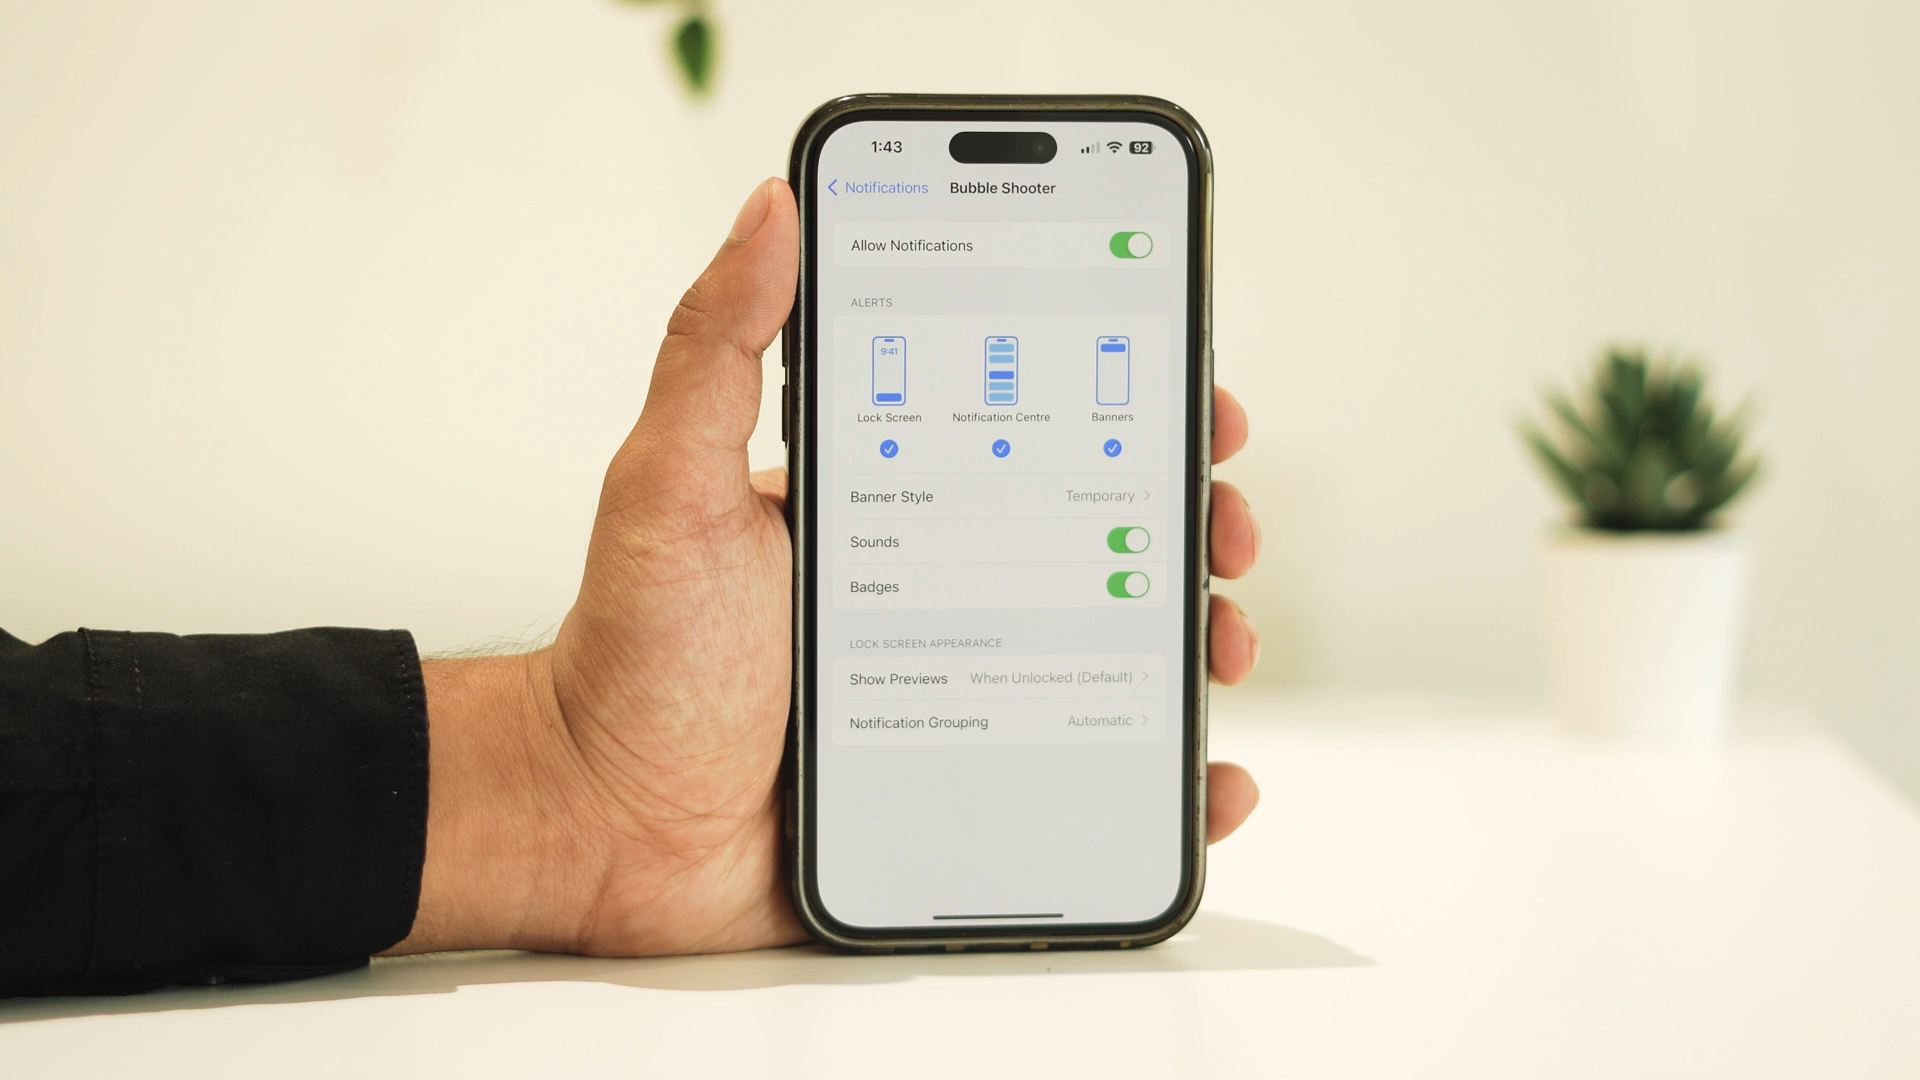 1:43 92
Notifications Bubble Shooter
Allow Notifications
ALERTS
9:41
Lock Screen Notification Centre Banners
Banner Style Temporary
Sounds
Badges
LOCK SCREEN APPEARANCE
Show Previews When Unlocked (Default)
Notification Grouping Automatic